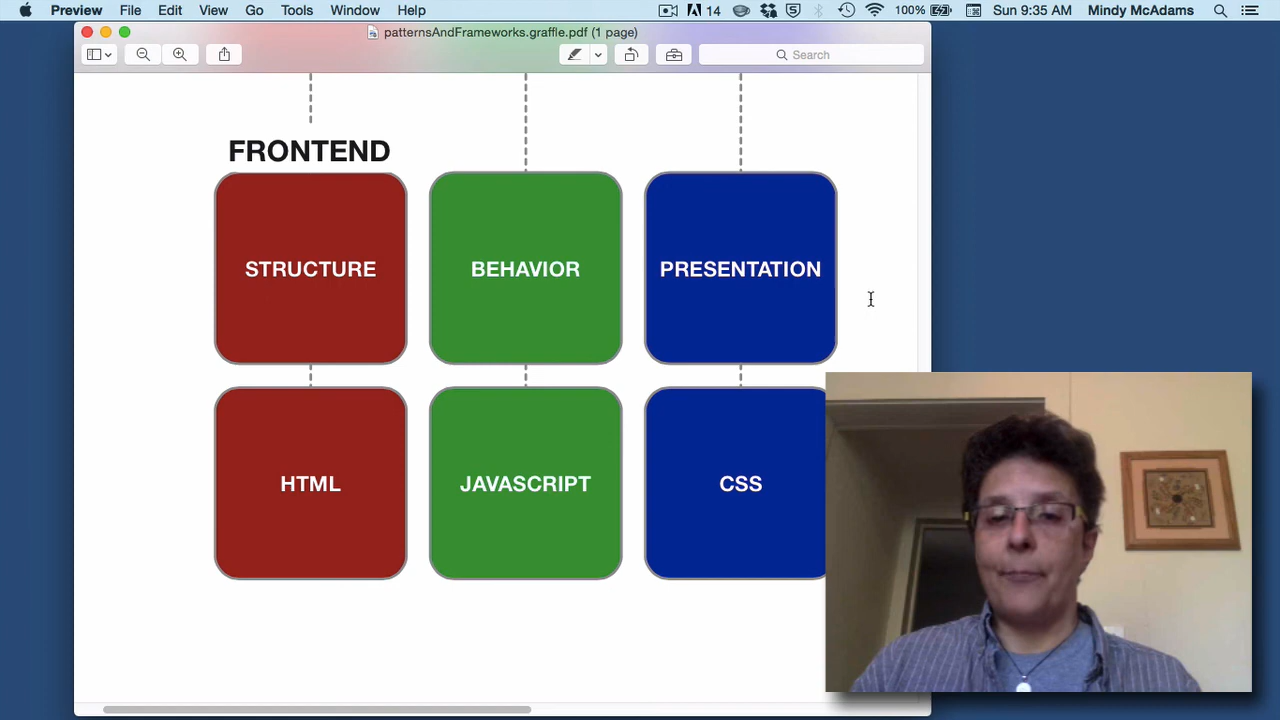 Preview File Edit View Go Tools Window Help 14 100% Sun 9:35 AM Mindy McAdams
patternsAndFrameworks.graffle.pdf (1 page)
Search
FRONTEND
STRUCTURE BEHAVIOR PRESENTATION
HTML JAVASCRIPT CSS